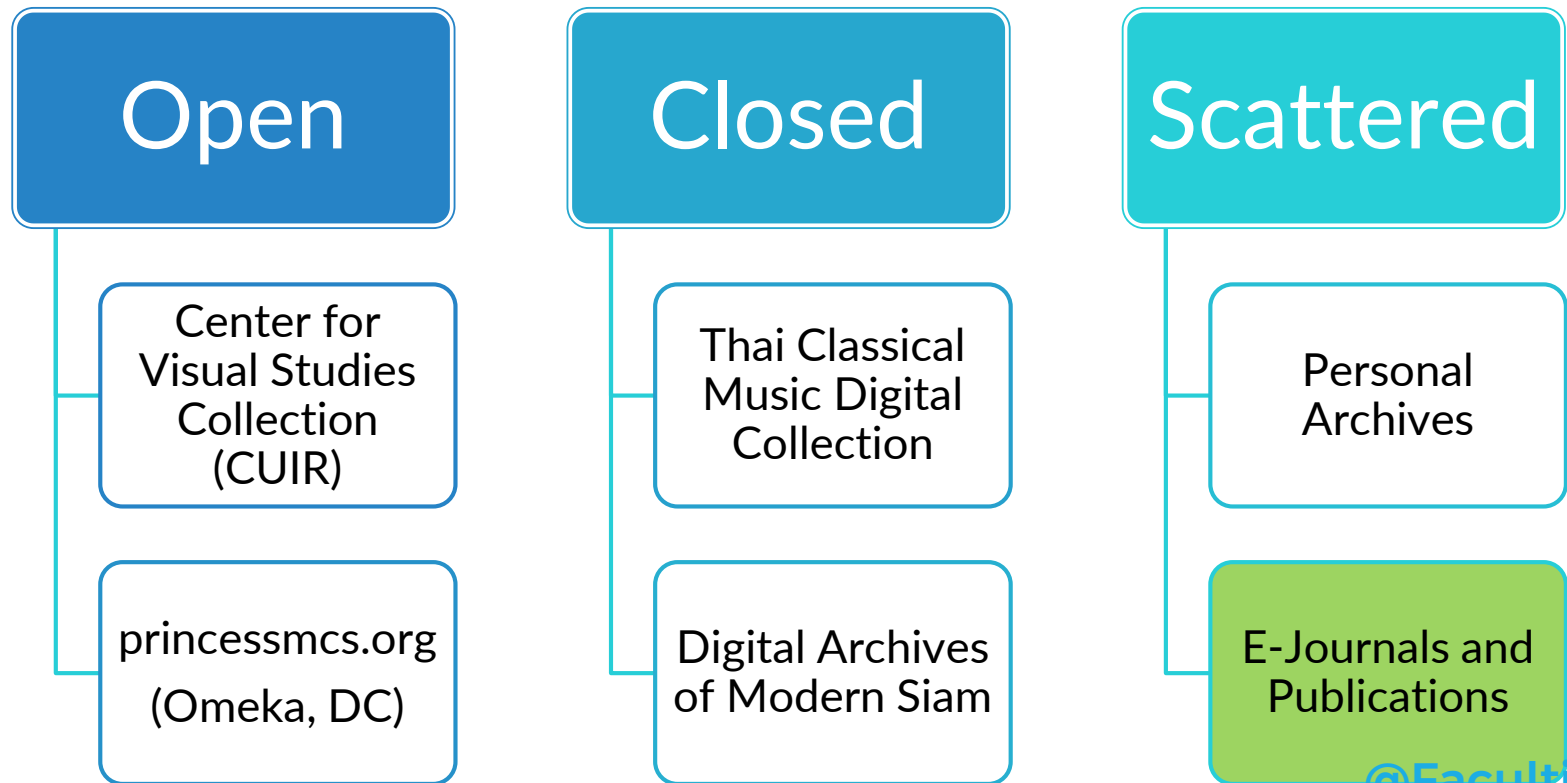 Open
Center for
Visual Studies
Collection
(CUIR)
princessmcs.org
(Omeka, DC)
Closed
Thai Classical
Music Digital
Collection
Digital Archives
of Modern Siam
Scattered
Personal
Archives
E-Journals and
Publications